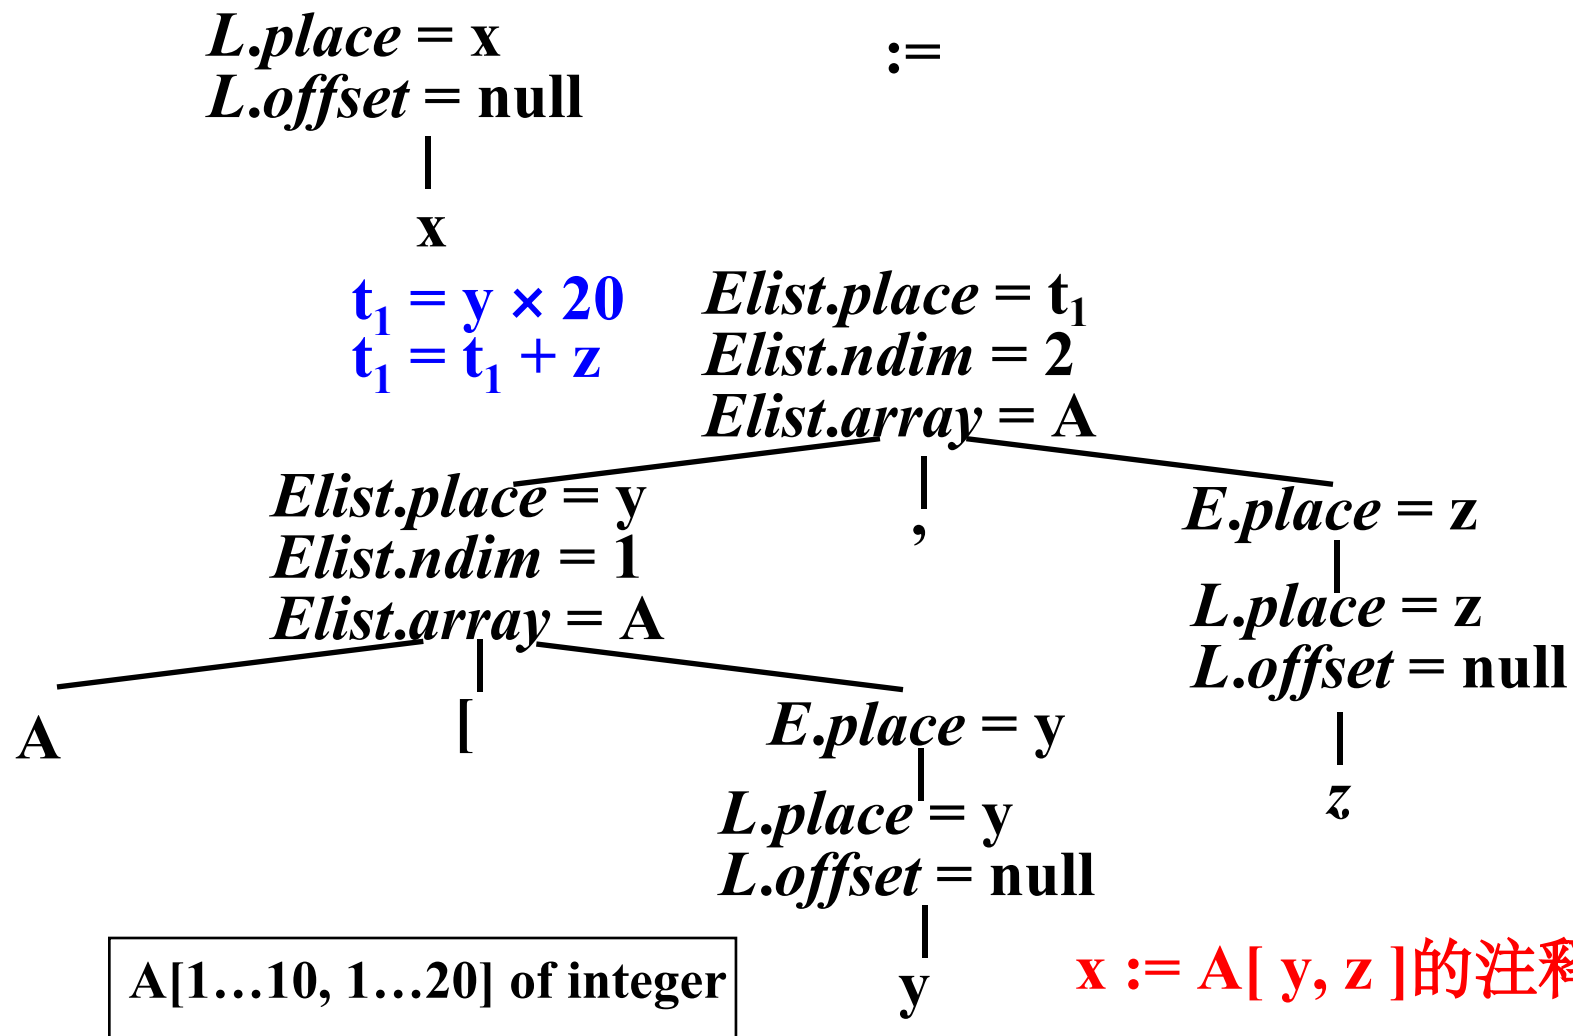 L.place = x
:=
L.offset = null
x
t₁ = y × 20
t₁ = t₁ + z
Elist.place = t₁
Elist.ndim = 2
Elist.array = A
Elist.place = y
Elist.ndim = 1
Elist.array = A
,
E.place = z
L.place = z
L.offset = null
z
A
[
E.place = y
L.place = y
L.offset = null
y
A[1…10, 1…20] of integer
x := A[ y, z ]的注释